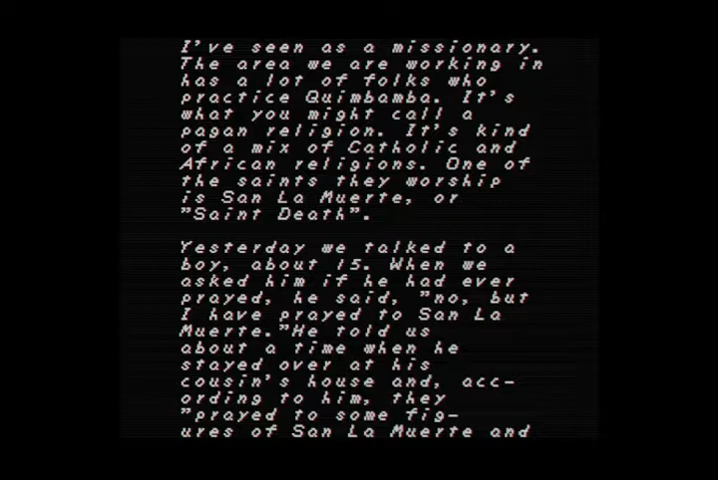 I've seen as a missionary.
The area we are working in
has a lot of folks who
practice Quimbamba. It's
what you might call a
pagan religion. It's kind
of a mix of Catholic and
African religions. One of
the saints they worship
is San La Muerte, or
"Saint Death".
Yesterday we talked to a
boy, about 15. When we
asked him if he had ever
prayed, he said, "no, but
I have prayed to San La
Muerte."He told us
about a time when he
stayed over at his
cousin's house and, acc-
ording to him, they
"prayed to some fig-
ures of San La Muerte and